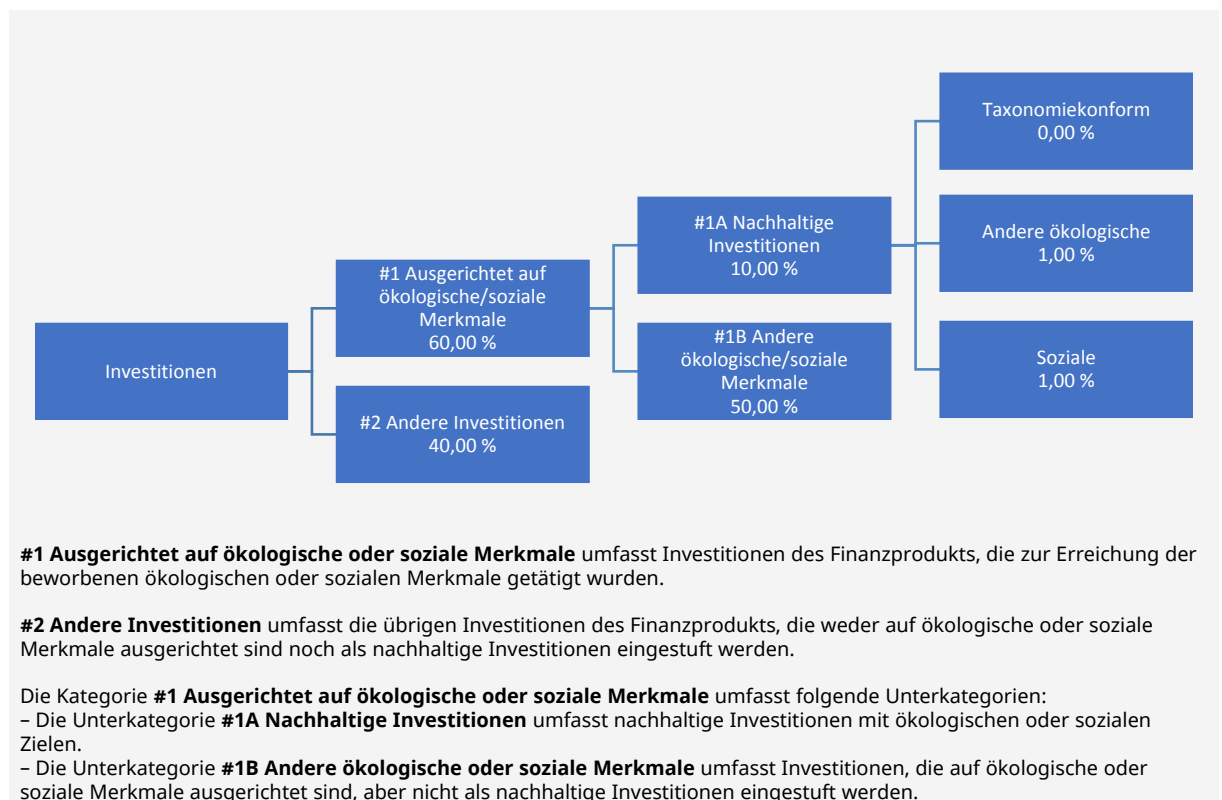 Taxonomiekonform
0,00 %
#1A Nachhaltige
Investitionen
10,00 %
Andere ökologische
1,00 %
#1 Ausgerichtet auf
ökologische/soziale
Merkmale
60,00 %
Investitionen
#1B Andere
ökologische/soziale
Merkmale
50,00 %
Soziale
1,00 %
#2 Andere Investitionen
40,00 %
#1 Ausgerichtet auf ökologische oder soziale Merkmale umfasst Investitionen des Finanzprodukts, die zur Erreichung der
beworbenen ökologischen oder sozialen Merkmale getätigt wurden.
#2 Andere Investitionen umfasst die übrigen Investitionen des Finanzprodukts, die weder auf ökologische oder soziale
Merkmale ausgerichtet sind noch als nachhaltige Investitionen eingestuft werden.
Die Kategorie #1 Ausgerichtet auf ökologische oder soziale Merkmale umfasst folgende Unterkategorien:
– Die Unterkategorie #1A Nachhaltige Investitionen umfasst nachhaltige Investitionen mit ökologischen oder sozialen
Zielen.
– Die Unterkategorie #1B Andere ökologische oder soziale Merkmale umfasst Investitionen, die auf ökologische oder
soziale Merkmale ausgerichtet sind, aber nicht als nachhaltige Investitionen eingestuft werden.